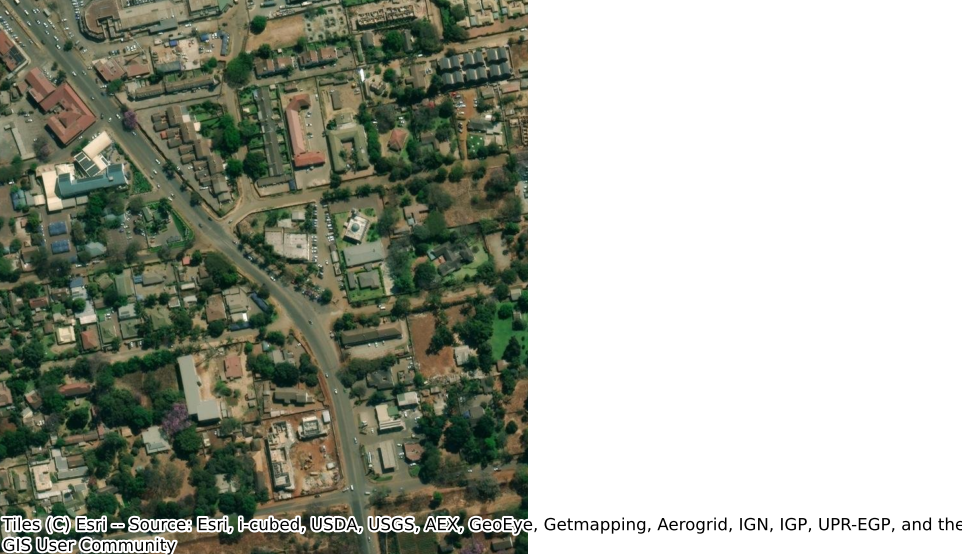 Tiles (C) Esri -- Source: Esri, i-cubed, USDA, USGS, AEX, GeoEye, Getmapping, Aerogrid, IGN, IGP, UPR-EGP, and the
GIS User Community